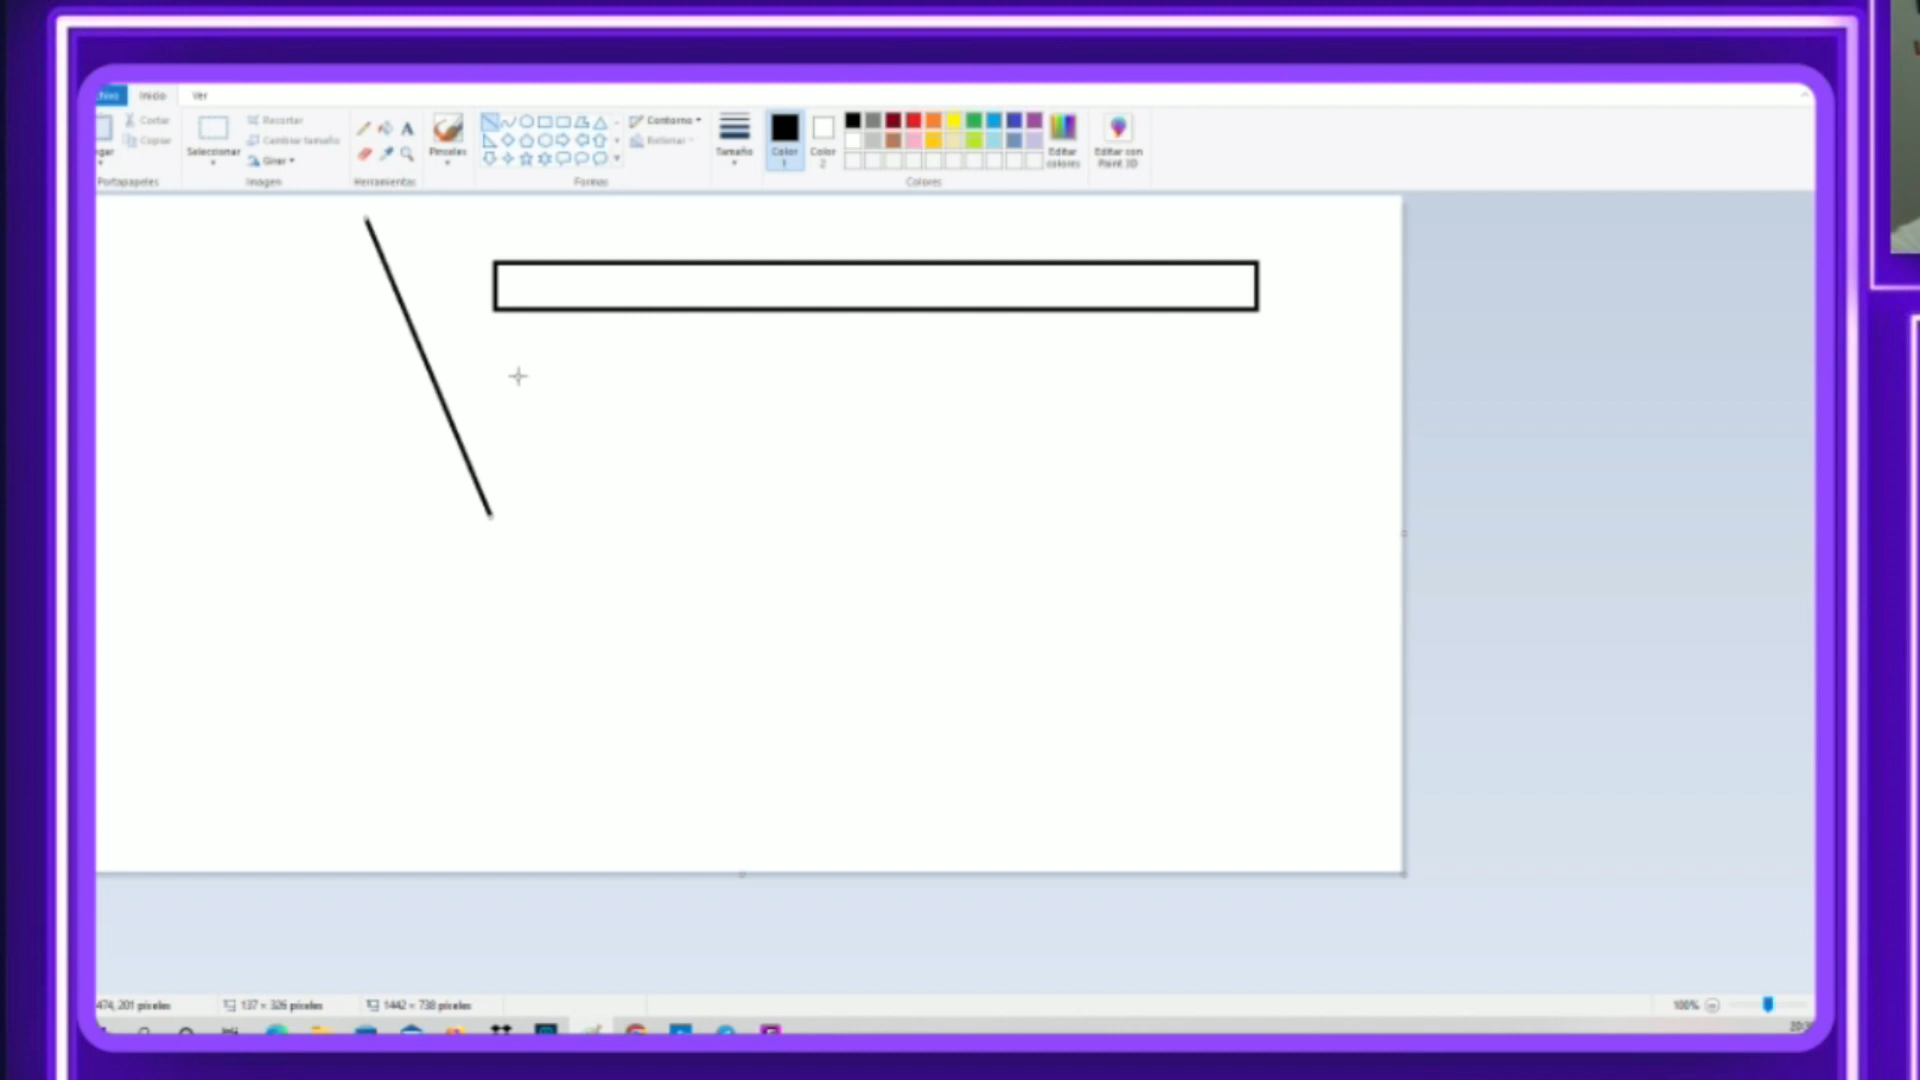 Inicio Ver
Cortar
Copiar
Seleccionar
Recortar
Cambiar tamaño
Girar
Pinceles
Contorno
Rellenar
Tamaño
Color 1
Color 2
Editar colores
Editar con Paint 3D
Portapapeles Imagen Herramientas Formas Colores
474, 201 píxeles 137 × 326 píxeles 1442 × 738 píxeles 100%